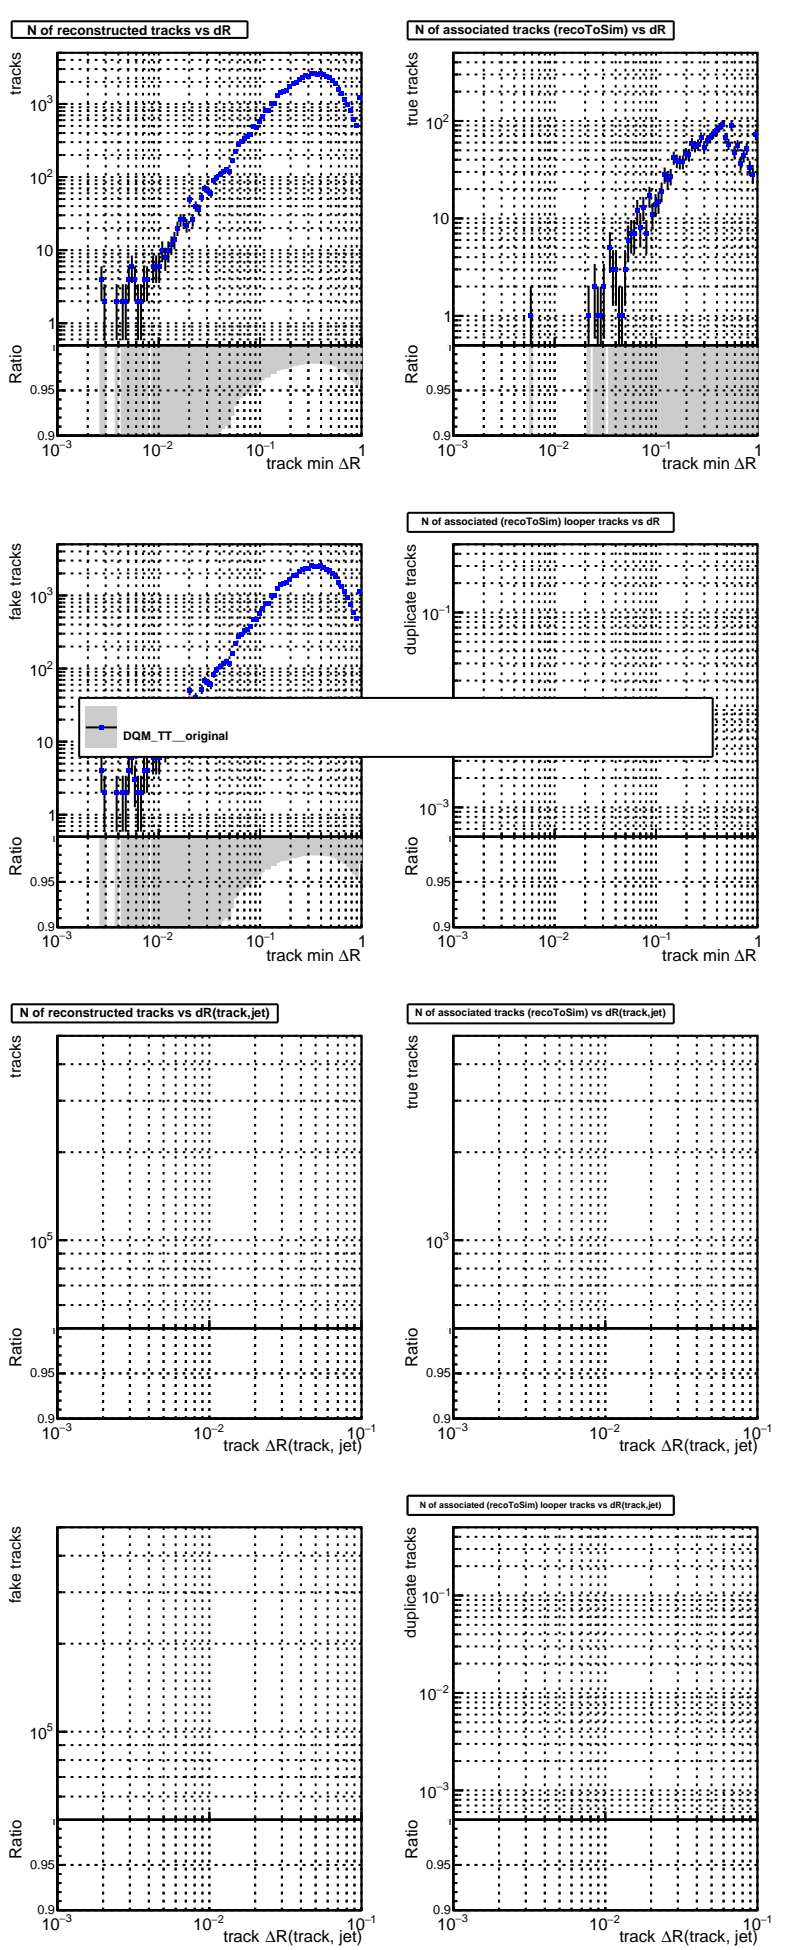 N of reconstructed tracks vs dR
tracks
10³
10²
10
1
Ratio
0.95
0.9
10⁻³ 10⁻² 10⁻¹ 1
track min ΔR
N of associated tracks (recoToSim) vs dR
true tracks
10²
10
1
Ratio
0.95
0.9
10⁻³ 10⁻² 10⁻¹ 1
track min ΔR
fake tracks
10³
10²
10
1
Ratio
0.95
0.9
10⁻³ 10⁻² 10⁻¹ 1
track min ΔR
N of associated (recoToSim) looper tracks vs dR
duplicate tracks
10⁻¹
10⁻³
Ratio
0.95
0.9
10⁻³ 10⁻² 10⁻¹ 1
track min ΔR
DQM_TT__original
N of reconstructed tracks vs dR(track,jet)
tracks
10⁵
Ratio
0.95
0.9
10⁻³ 10⁻² 10⁻¹
track ΔR(track, jet)
N of associated tracks (recoToSim) vs dR(track,jet)
true tracks
10³
Ratio
0.95
0.9
10⁻³ 10⁻² 10⁻¹
track ΔR(track, jet)
fake tracks
10⁵
Ratio
0.95
0.9
10⁻³ 10⁻² 10⁻¹
track ΔR(track, jet)
N of associated (recoToSim) looper tracks vs dR(track,jet)
duplicate tracks
10⁻¹
10⁻²
10⁻³
Ratio
0.95
0.9
10⁻³ 10⁻² 10⁻¹
track ΔR(track, jet)